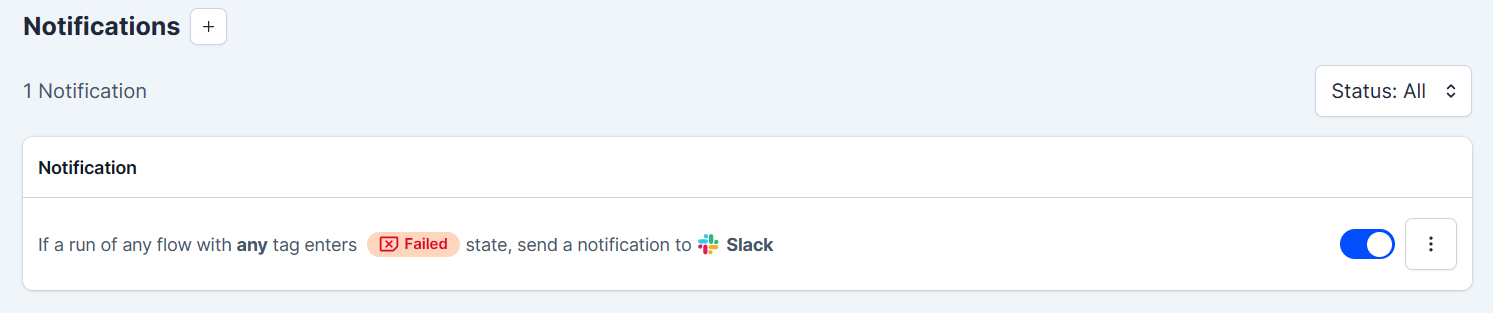 Notifications +
1 Notification
Status: All
Notification
If a run of any flow with any tag enters Failed state, send a notification to Slack